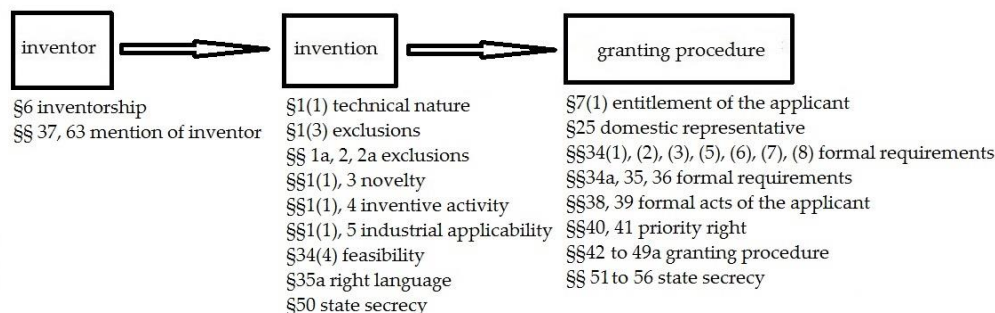 inventor
§6 inventorship
§§ 37, 63 mention of inventor
invention
§1(1) technical nature
§1(3) exclusions
§§ 1a, 2, 2a exclusions
§§1(1), 3 novelty
§§1(1), 4 inventive activity
§§1(1), 5 industrial applicability
§34(4) feasibility
§35a right language
§50 state secrecy
granting procedure
§7(1) entitlement of the applicant
§25 domestic representative
§§34(1), (2), (3), (5), (6), (7), (8) formal requirements
§§34a, 35, 36 formal requirements
§§38, 39 formal acts of the applicant
§§40, 41 priority right
§§42 to 49a granting procedure
§§ 51 to 56 state secrecy